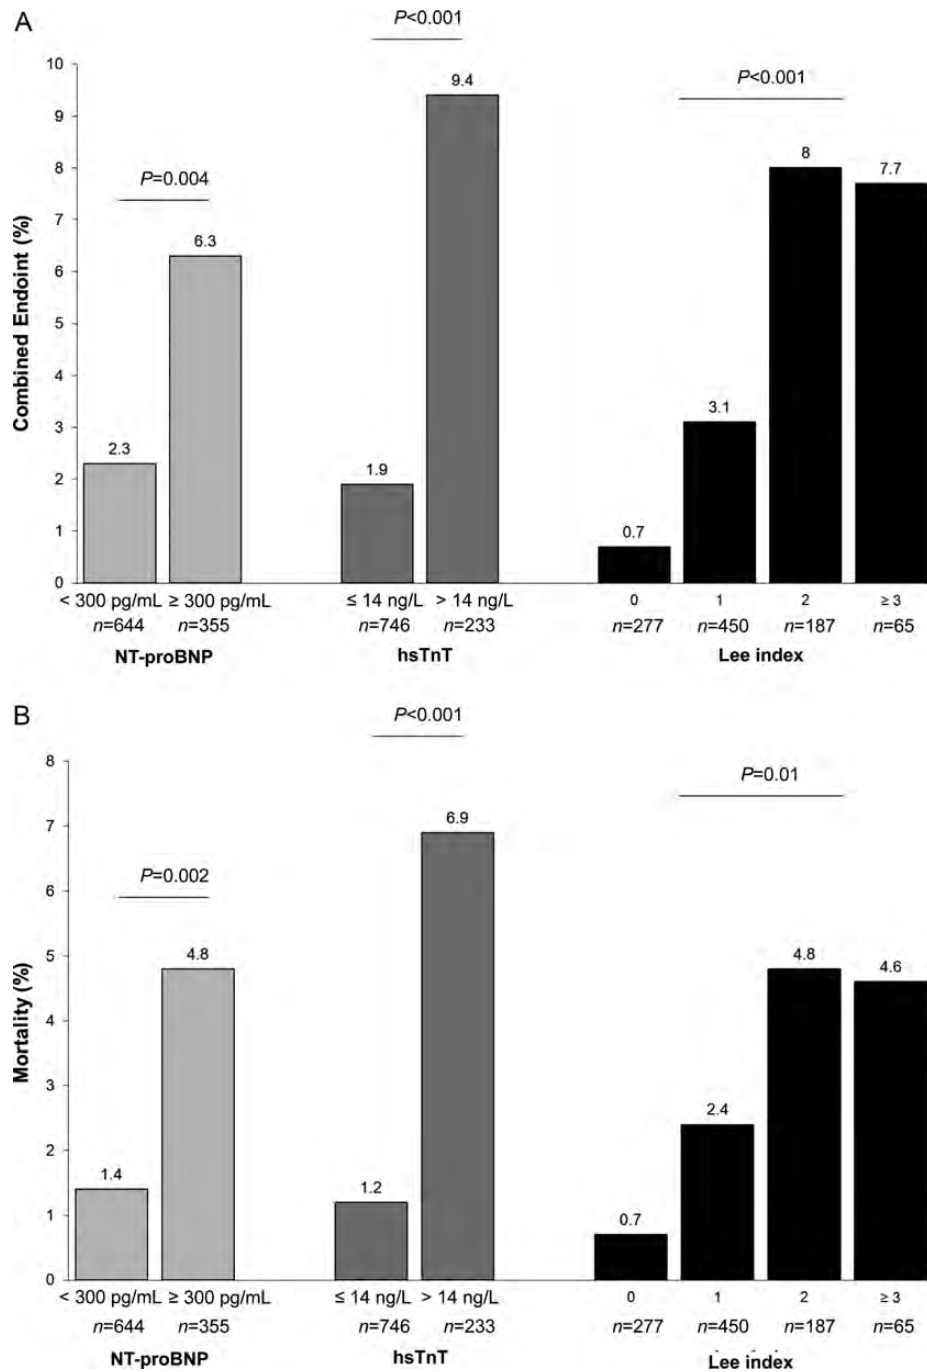 A
P<0.001
P<0.001
P=0.004
Combined Endoint (%)
10
9
8
7
6
5
4
3
2
1
0
2.3
6.3
1.9
9.4
0.7
3.1
8
7.7
< 300 pg/mL ≥ 300 pg/mL
≤ 14 ng/L > 14 ng/L
0 1 2 ≥ 3
n=644 n=355
n=746 n=233
n=277 n=450 n=187 n=65
NT-proBNP
hsTnT
Lee index
B
P<0.001
P=0.01
P=0.002
Mortality (%)
8
7
6
5
4
3
2
1
0
1.4
4.8
1.2
6.9
0.7
2.4
4.8
4.6
< 300 pg/mL ≥ 300 pg/mL
≤ 14 ng/L > 14 ng/L
0 1 2 ≥ 3
n=644 n=355
n=746 n=233
n=277 n=450 n=187 n=65
NT-proBNP
hsTnT
Lee index